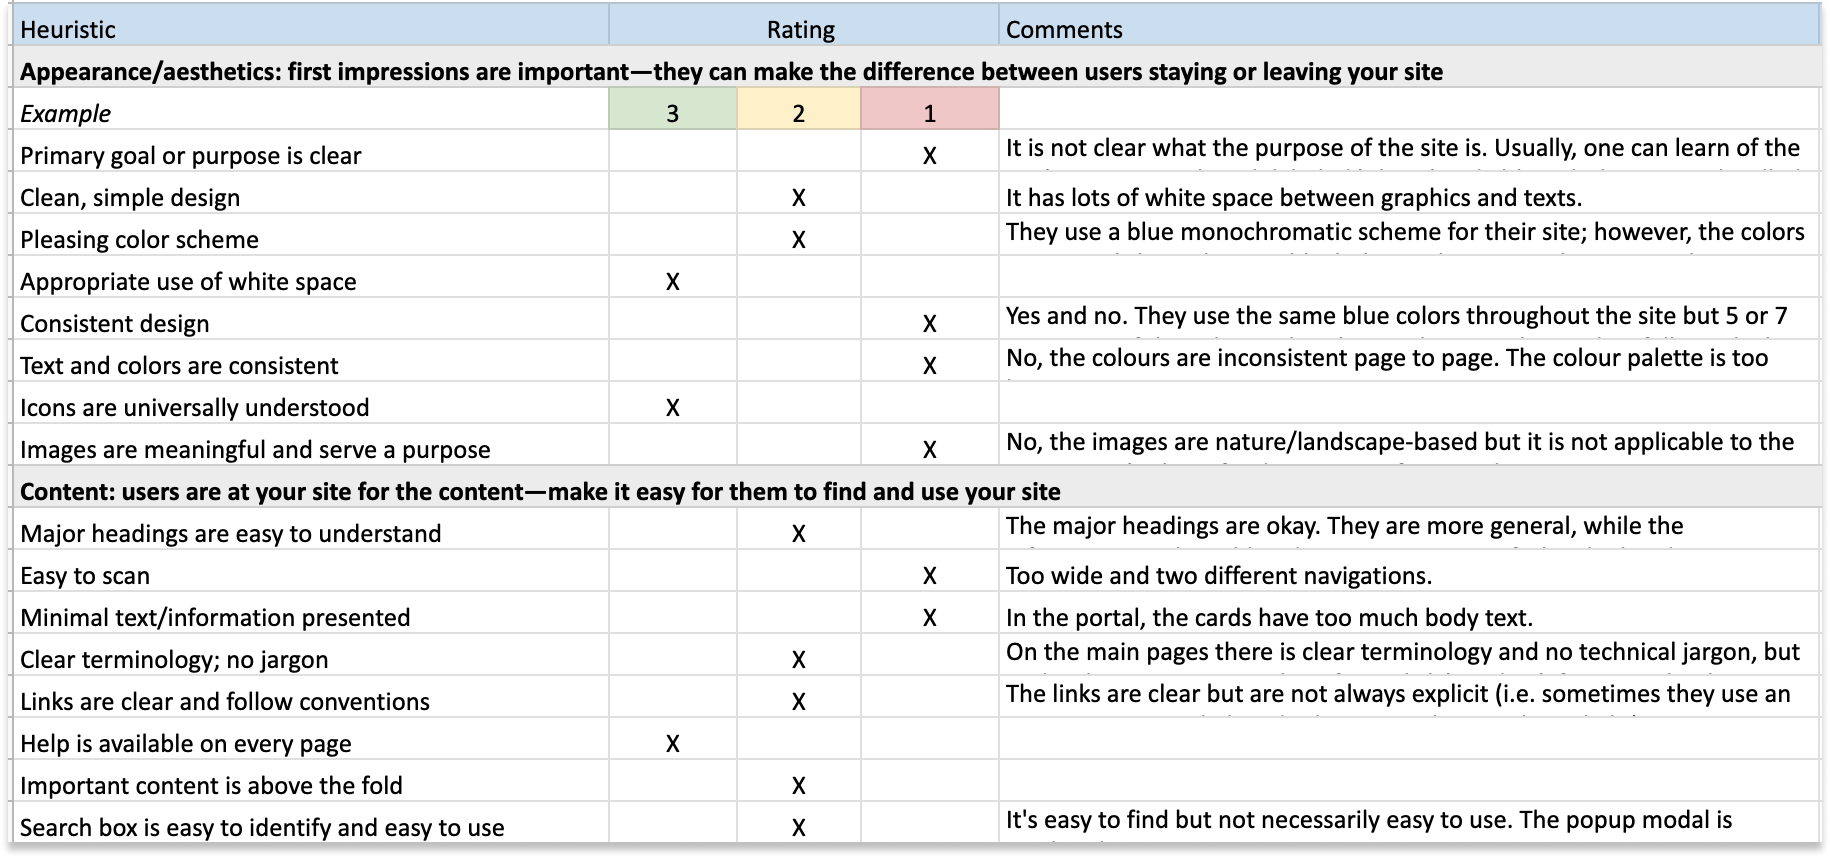 Heuristic Rating Comments
Appearance/aesthetics: first impressions are important—they can make the difference between users staying or leaving your site
Example 3 2 1
Primary goal or purpose is clear X It is not clear what the purpose of the site is. Usually, one can learn of the
Clean, simple design X It has lots of white space between graphics and texts.
Pleasing color scheme X They use a blue monochromatic scheme for their site; however, the colors
Appropriate use of white space X
Consistent design X Yes and no. They use the same blue colors throughout the site but 5 or 7
Text and colors are consistent X No, the colours are inconsistent page to page. The colour palette is too
Icons are universally understood X
Images are meaningful and serve a purpose X No, the images are nature/landscape-based but it is not applicable to the
Content: users are at your site for the content—make it easy for them to find and use your site
Major headings are easy to understand X The major headings are okay. They are more general, while the
Easy to scan X Too wide and two different navigations.
Minimal text/information presented X In the portal, the cards have too much body text.
Clear terminology; no jargon X On the main pages there is clear terminology and no technical jargon, but
Links are clear and follow conventions X The links are clear but are not always explicit (i.e. sometimes they use an
Help is available on every page X
Important content is above the fold X
Search box is easy to identify and easy to use X It's easy to find but not necessarily easy to use. The popup modal is